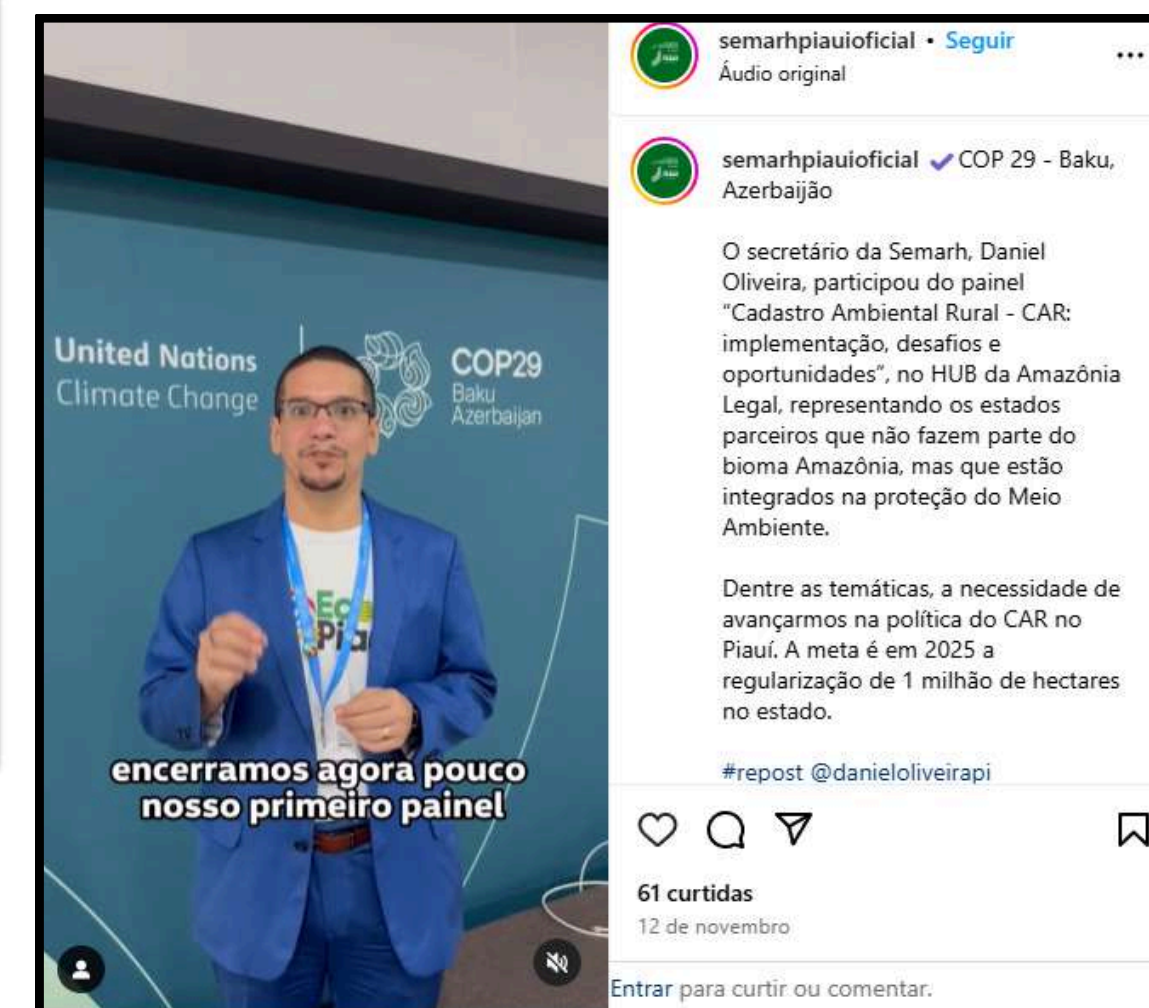 United Nations
Climate Change
COP29
Baku
Azerbaijan
encerramos agora pouco
nosso primeiro painel
semarhpiauioficial • Seguir
Áudio original
semarhpiauioficial ✔ COP 29 - Baku,
Azerbaijão
O secretário da Semarh, Daniel
Oliveira, participou do painel
"Cadastro Ambiental Rural - CAR:
implementação, desafios e
oportunidades", no HUB da Amazônia
Legal, representando os estados
parceiros que não fazem parte do
bioma Amazônia, mas que estão
integrados na proteção do Meio
Ambiente.
Dentre as temáticas, a necessidade de
avançarmos na política do CAR no
Piauí. A meta é em 2025 a
regularização de 1 milhão de hectares
no estado.
#repost @danieloliveirapi
61 curtidas
12 de novembro
Entrar para curtir ou comentar.